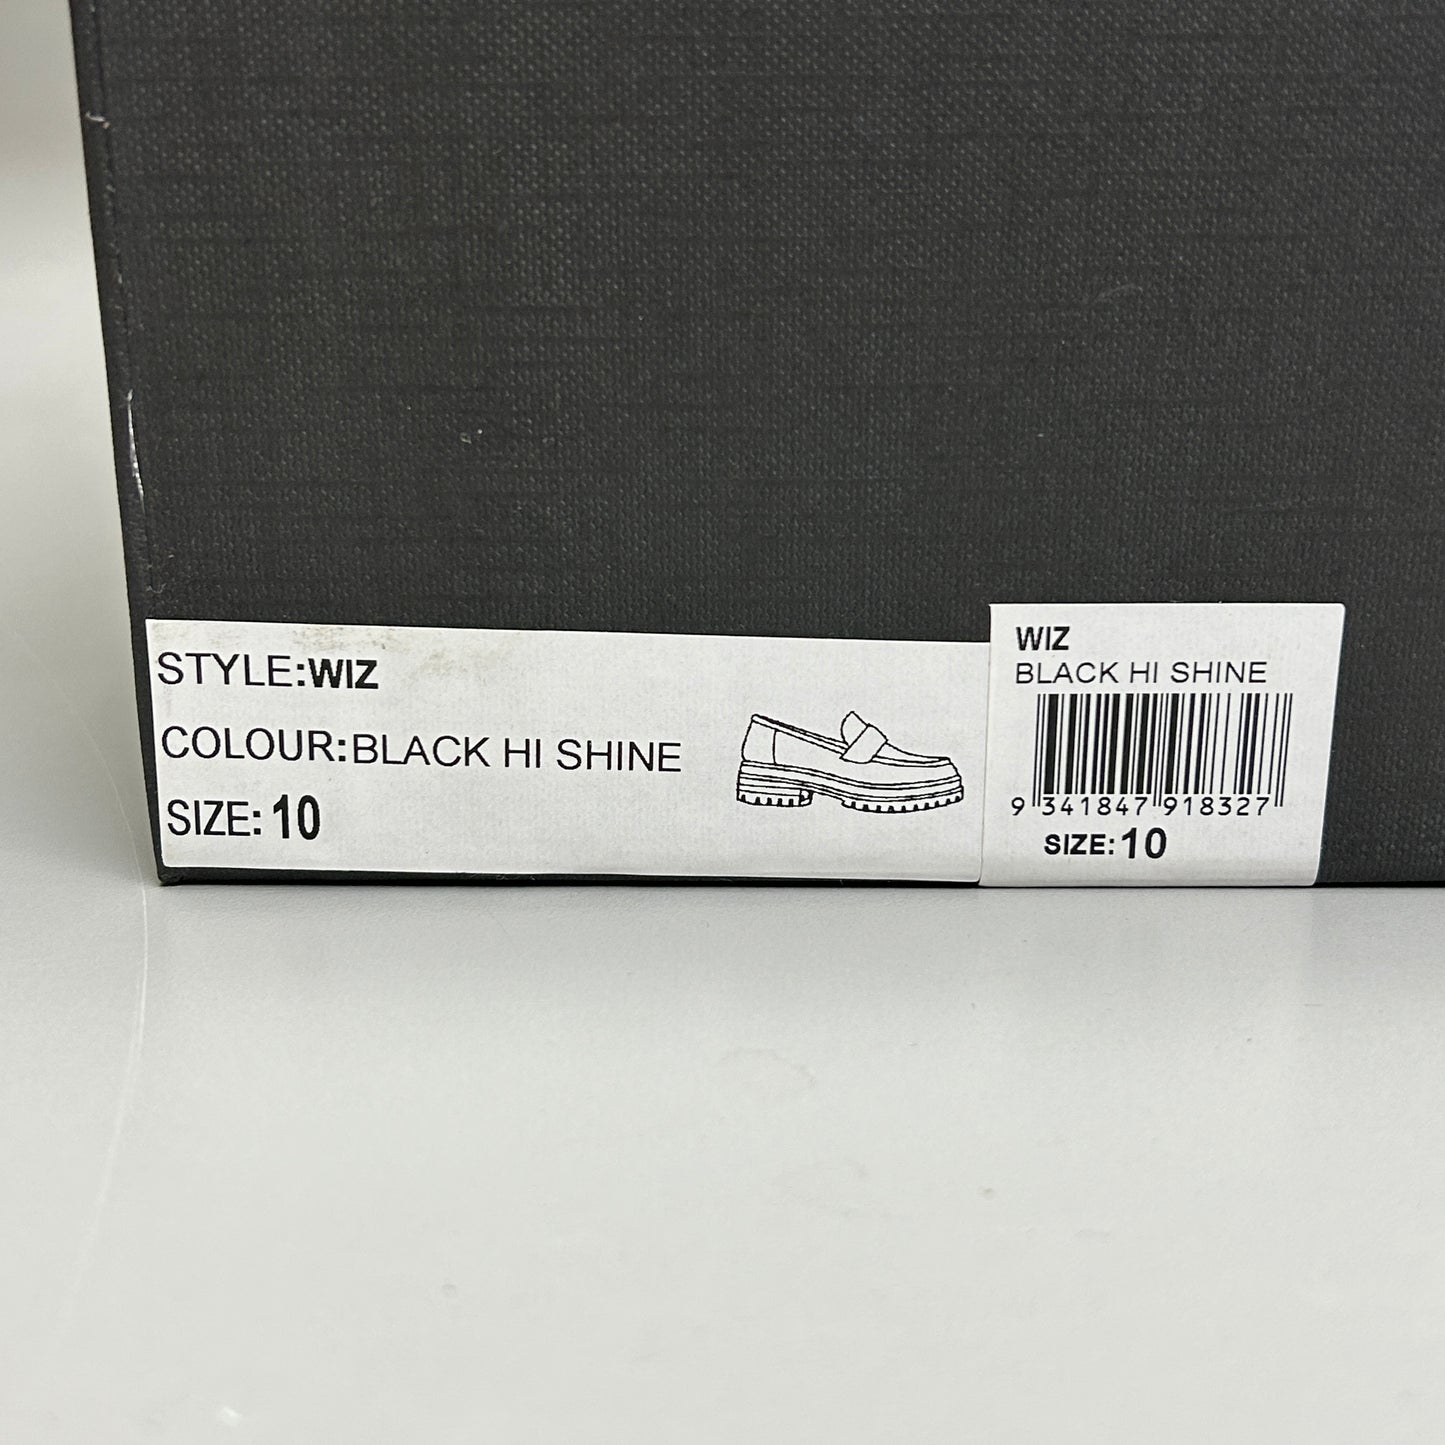 STYLE:WIZ
COLOUR:BLACK HI SHINE
SIZE: 10
WIZ
BLACK HI SHINE
9 341847 918327
SIZE: 10